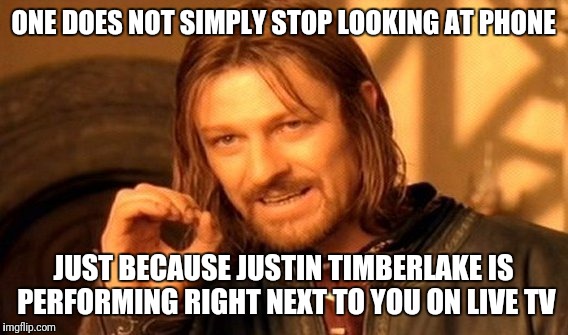 ONE DOES NOT SIMPLY STOP LOOKING AT PHONE
JUST BECAUSE JUSTIN TIMBERLAKE IS
PERFORMING RIGHT NEXT TO YOU ON LIVE TV
imgflip.com